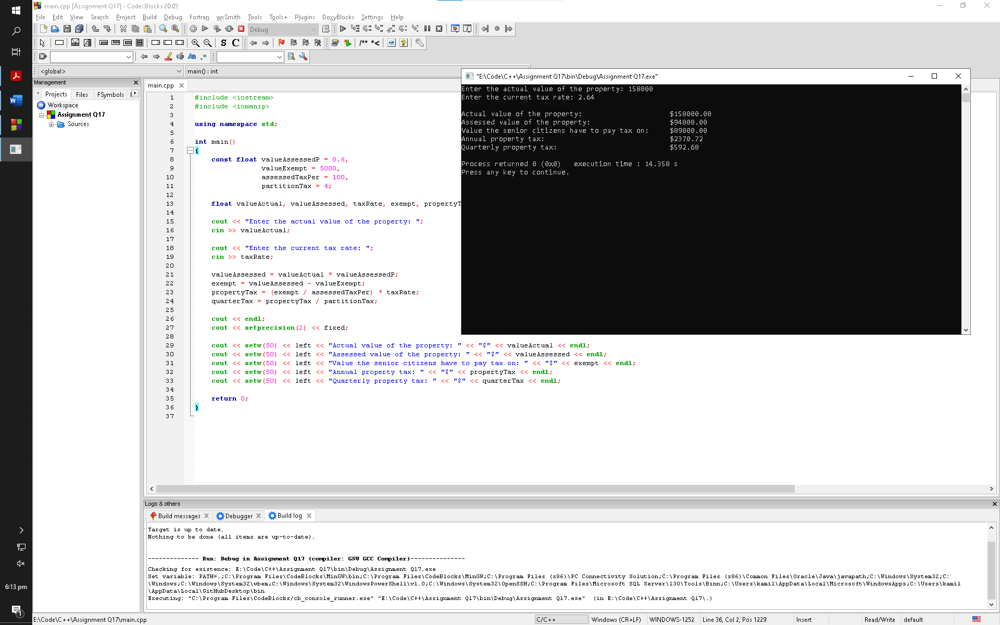 main.cpp [Assignment Q17] - Code::Blocks 20.03
File Edit View Search Project Build Debug Fortran wxSmith Tools Tools+ Plugins DoxyBlocks Settings Help
Debug
S C /** *<
Aa .*
<global> main() : int
Management
Projects Files FSymbols
Workspace
Assignment Q17
Sources
main.cpp
1 #include <iostream>
2 #include <iomanip>
3
4 using namespace std;
5
6 int main()
7 {
8 const float valueAssessedP = 0.6,
9 valueExempt = 5000,
10 assessedTaxPer = 100,
11 partitionTax = 4;
12
13 float valueActual, valueAssessed, taxRate, exempt, propertyT
14
15 cout << "Enter the actual value of the property: ";
16 cin >> valueActual;
17
18 cout << "Enter the current tax rate: ";
19 cin >> taxRate;
20
21 valueAssessed = valueActual * valueAssessedP;
22 exempt = valueAssessed - valueExempt;
23 propertyTax = (exempt / assessedTaxPer) * taxRate;
24 quarterTax = propertyTax / partitionTax;
25
26 cout << endl;
27 cout << setprecision(2) << fixed;
28
29 cout << setw(50) << left << "Actual value of the property: " << "$" << valueActual << endl;
30 cout << setw(50) << left << "Assessed value of the property: " << "$" << valueAssessed << endl;
31 cout << setw(50) << left << "Value the senior citizens have to pay tax on: " << "$" << exempt << endl;
32 cout << setw(50) << left << "Annual property tax: " << "$" << propertyTax << endl;
33 cout << setw(50) << left << "Quarterly property tax: " << "$" << quarterTax << endl;
34
35 return 0;
36 }
37
"E:\Code\C++\Assignment Q17\bin\Debug\Assignment Q17.exe"
Enter the actual value of the property: 158000
Enter the current tax rate: 2.64
Actual value of the property: $158000.00
Assessed value of the property: $94800.00
Value the senior citizens have to pay tax on: $89800.00
Annual property tax: $2370.72
Quarterly property tax: $592.68
Process returned 0 (0x0) execution time : 14.358 s
Press any key to continue.
Logs & others
Build messages Debugger Build log
Target is up to date.
Nothing to be done (all items are up-to-date).
-------------- Run: Debug in Assignment Q17 (compiler: GNU GCC Compiler)---------------
Checking for existence: E:\Code\C++\Assignment Q17\bin\Debug\Assignment Q17.exe
Set variable: PATH=.;C:\Program Files\CodeBlocks\MinGW\bin;C:\Program Files\CodeBlocks\MinGW;C:\Program Files (x86)\PC Connectivity Solution;C:\Program Files (x86)\Common Files\Oracle\Java\javapath;C:\Windows\System32;C:
\Windows;C:\Windows\System32\wbem;C:\Windows\System32\WindowsPowerShell\v1.0;C:\Windows\System32\OpenSSH;C:\Program Files\Microsoft SQL Server\130\Tools\Binn;C:\Users\kamil\AppData\Local\Microsoft\WindowsApps;C:\Users\kamil
\AppData\Local\GitHubDesktop\bin
Executing: "C:\Program Files\CodeBlocks/cb_console_runner.exe" "E:\Code\C++\Assignment Q17\bin\Debug\Assignment Q17.exe" (in E:\Code\C++\Assignment Q17\.)
6:13 pm
1
E:\Code\C++\Assignment Q17\main.cpp C/C++ Windows (CR+LF) WINDOWS-1252 Line 36, Col 2, Pos 1229 Insert Read/Write default